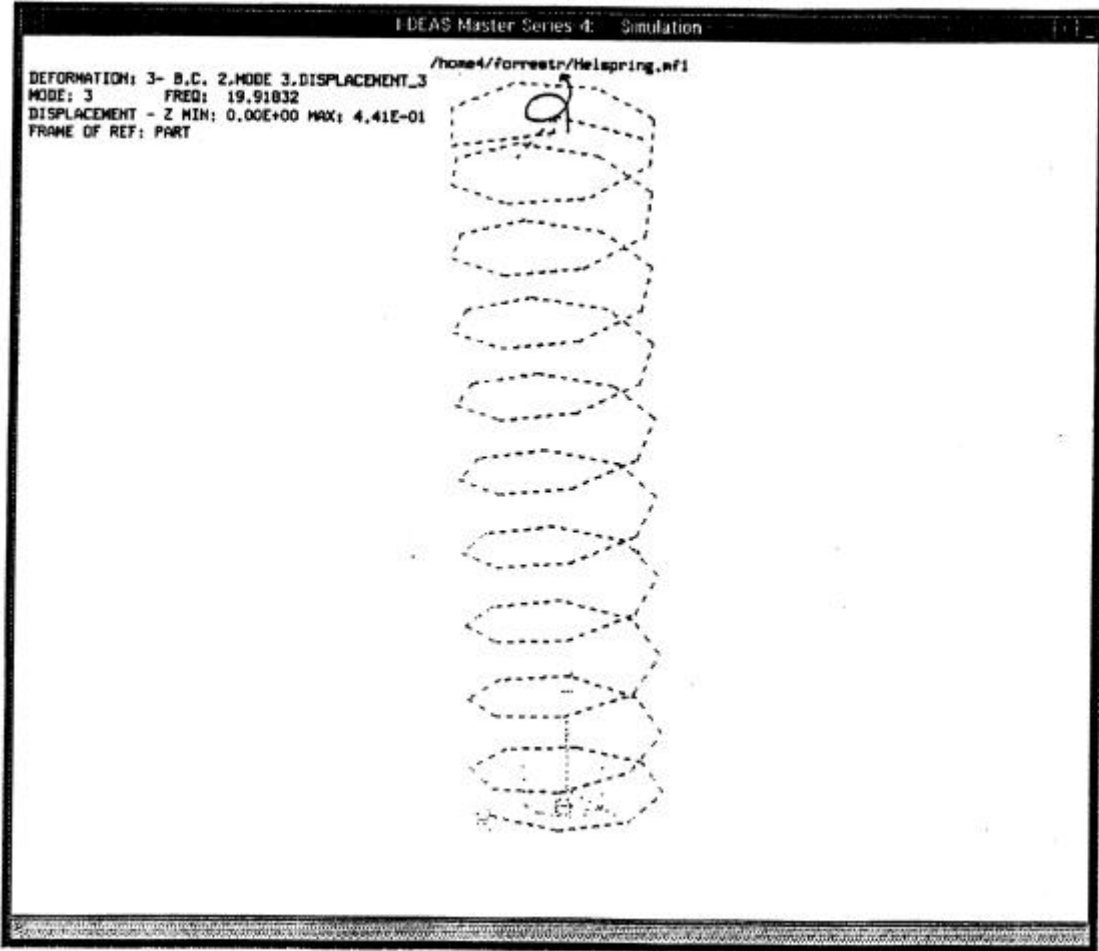 I-DEAS Master Series 4:    Simulation
/home4/forrestr/Helspring.mf1
DEFORMATION: 3- B.C. 2,MODE 3,DISPLACEMENT_3
MODE: 3        FREQ:  19.91832
DISPLACEMENT - Z MIN: 0.00E+00 MAX: 4.41E-01
FRAME OF REF: PART